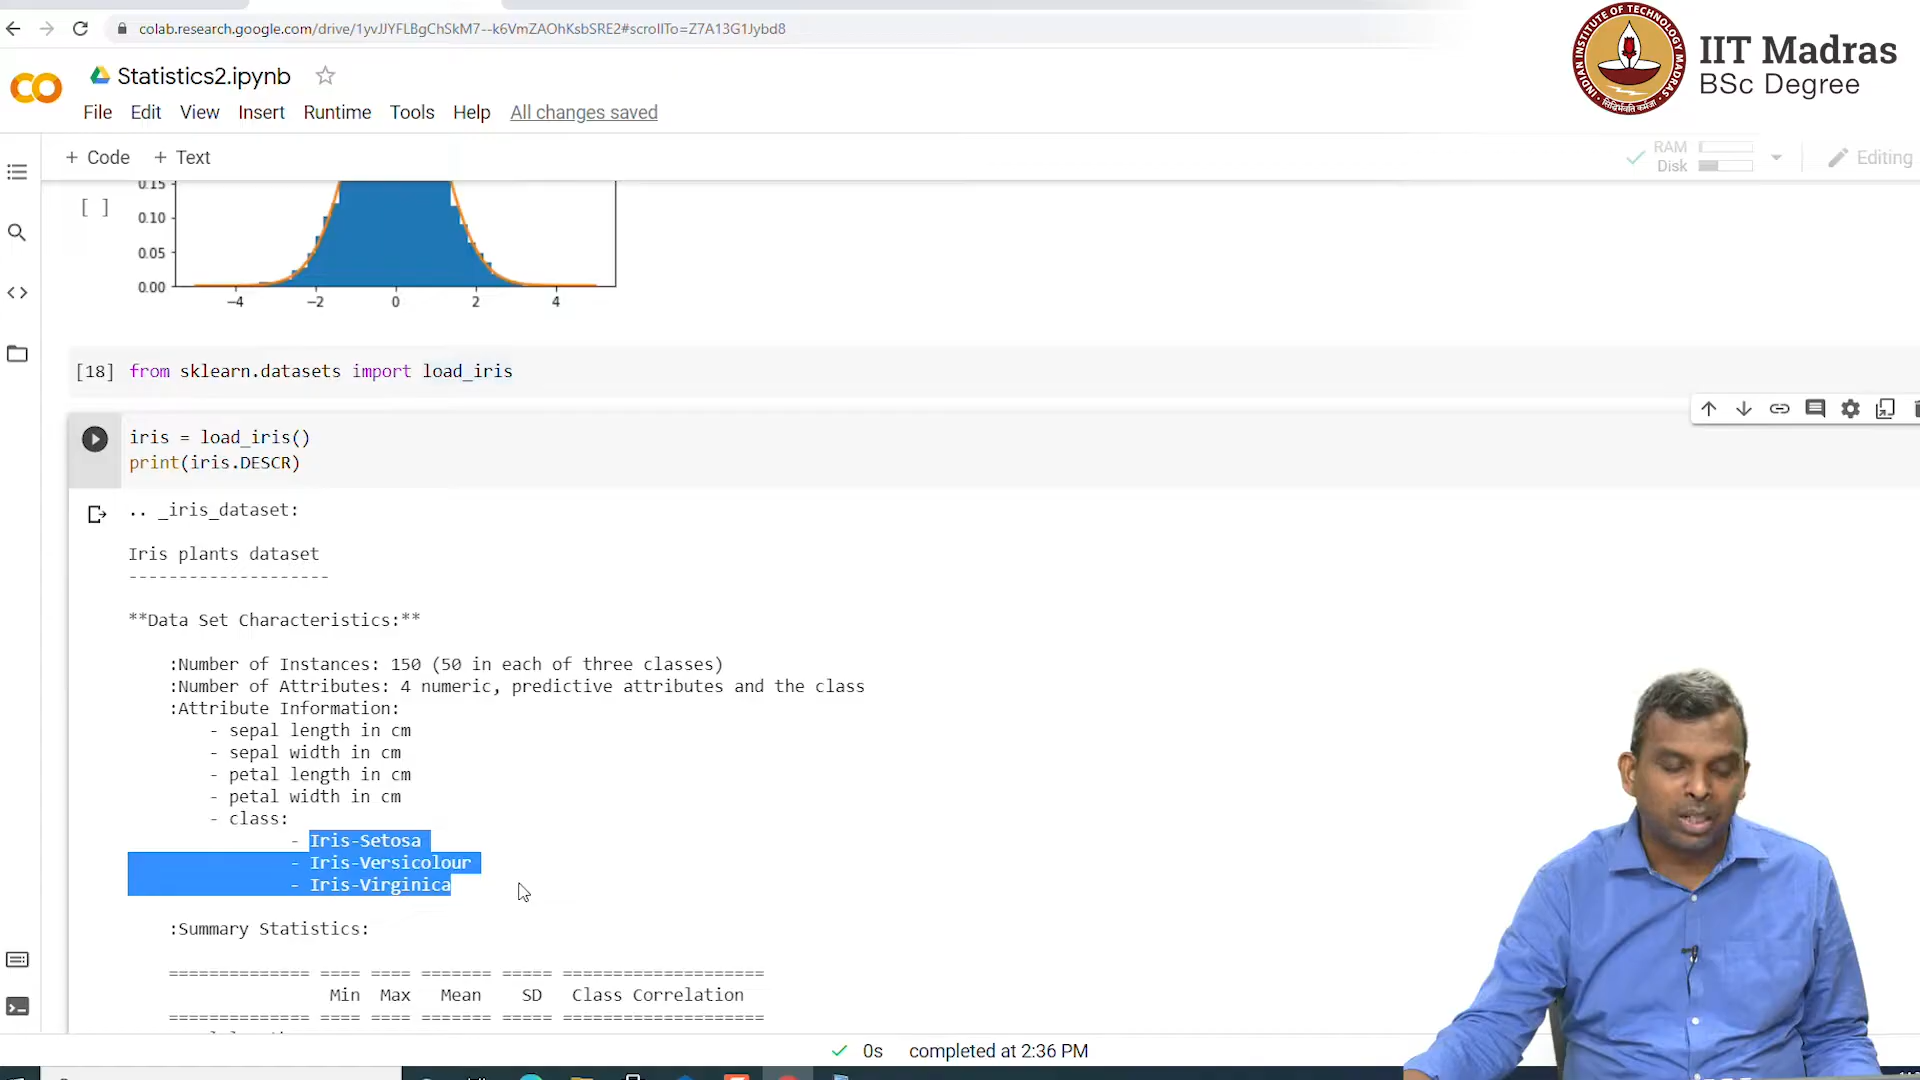 colab.research.google.com/drive/1yvJJYFLBgChSkM7--k6VmZAOhKsbSRE2#scrollTo=Z7A13G1Jybd8
IIT Madras
BSc Degree
INDIAN INSTITUTE OF TECHNOLOGY MADRAS
Statistics2.ipynb
File Edit View Insert Runtime Tools Help All changes saved
+ Code + Text
RAM
Disk
Editing
0.15
[ ]
0.10
0.05
0.00
−4 −2 0 2 4
[18] from sklearn.datasets import load_iris
iris = load_iris()
print(iris.DESCR)
.. _iris_dataset:
Iris plants dataset
--------------------
**Data Set Characteristics:**
:Number of Instances: 150 (50 in each of three classes)
:Number of Attributes: 4 numeric, predictive attributes and the class
:Attribute Information:
- sepal length in cm
- sepal width in cm
- petal length in cm
- petal width in cm
- class:
- Iris-Setosa
- Iris-Versicolour
- Iris-Virginica
:Summary Statistics:
============== ==== ==== ======= ===== ====================
Min Max Mean SD Class Correlation
============== ==== ==== ======= ===== ====================
0s completed at 2:36 PM